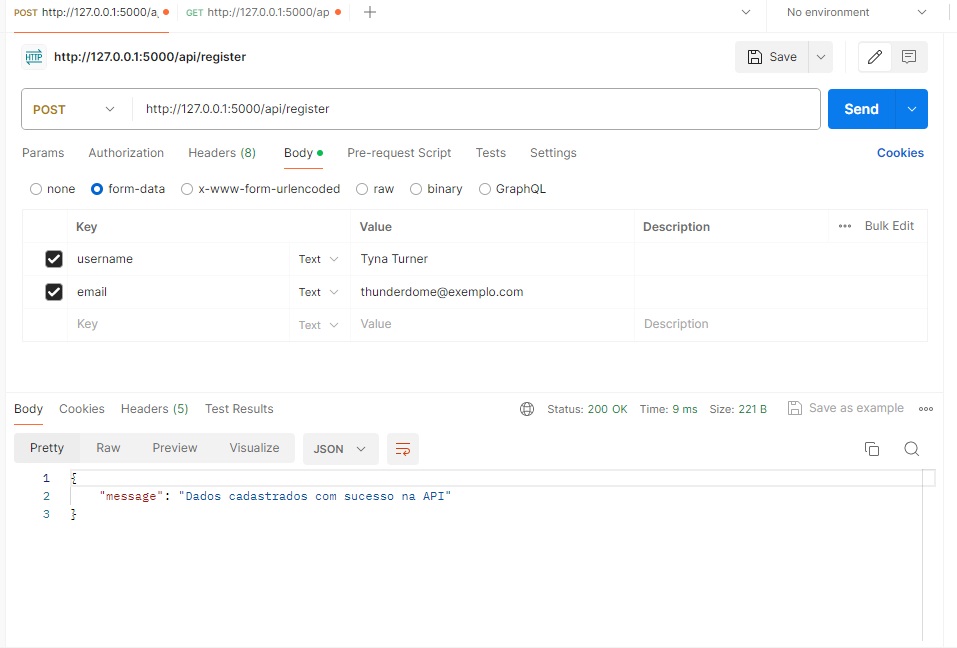 POST http://127.0.0.1:5000/a GET http://127.0.0.1:5000/ap No environment
HTTP http://127.0.0.1:5000/api/register Save
POST http://127.0.0.1:5000/api/register Send
Params Authorization Headers (8) Body Pre-request Script Tests Settings Cookies
none form-data x-www-form-urlencoded raw binary GraphQL
Key Value Description Bulk Edit
username Text Tyna Turner
email Text thunderdome@exemplo.com
Key Text Value Description
Body Cookies Headers (5) Test Results Status: 200 OK Time: 9 ms Size: 221 B Save as example
Pretty Raw Preview Visualize JSON
1 {
2 "message": "Dados cadastrados com sucesso na API"
3 }